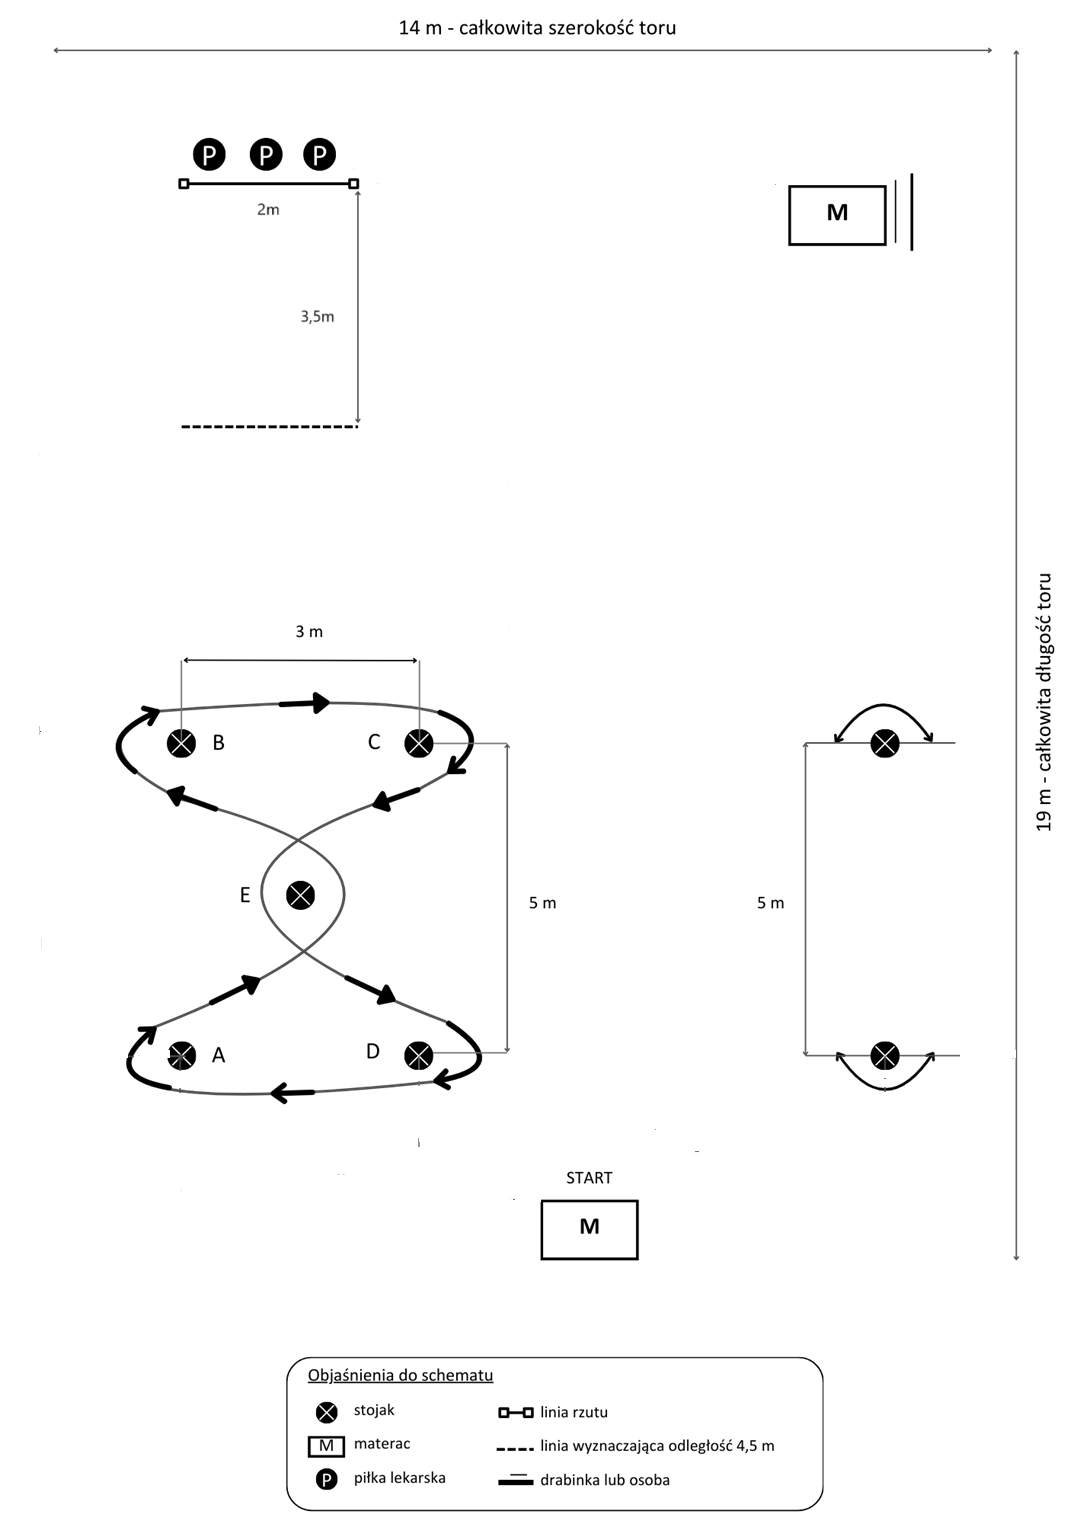 14 m - całkowita szerokość toru
P P P
2m
M
3,5m
19 m - całkowita długość toru
3 m
B C
E
5 m 5 m
A D
START
M
Objaśnienia do schematu
stojak
linia rzutu
M materac
linia wyznaczająca odległość 4,5 m
P piłka lekarska
drabinka lub osoba